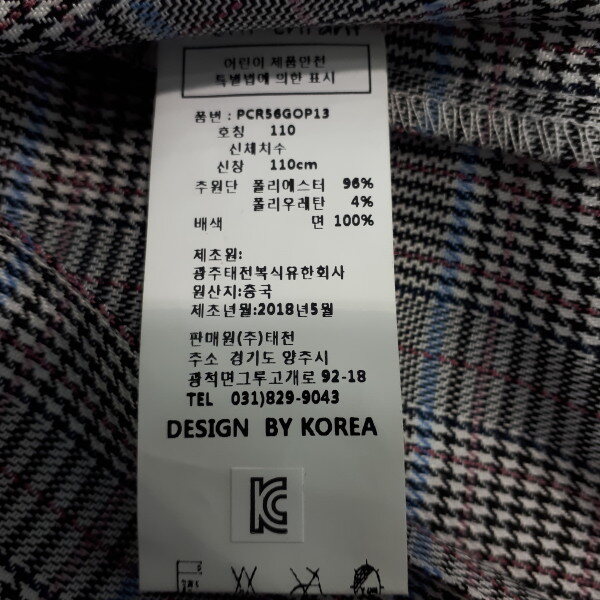 어린이 제품안전
특별법에 의한 표시
품번 : PCR56GOP13
호칭 110
신체치수
신장 110cm
추원단 폴리에스터 96%
폴리우레탄 4%
배색 면 100%
제초원:
광주태전복식유한회사
원산지:중국
제조년월:2018년5월
판매원(주)태전
추소 경기도 양주시
광적면그루고개로 92-18
TEL 031)829-9043
DESIGN BY KOREA
KC